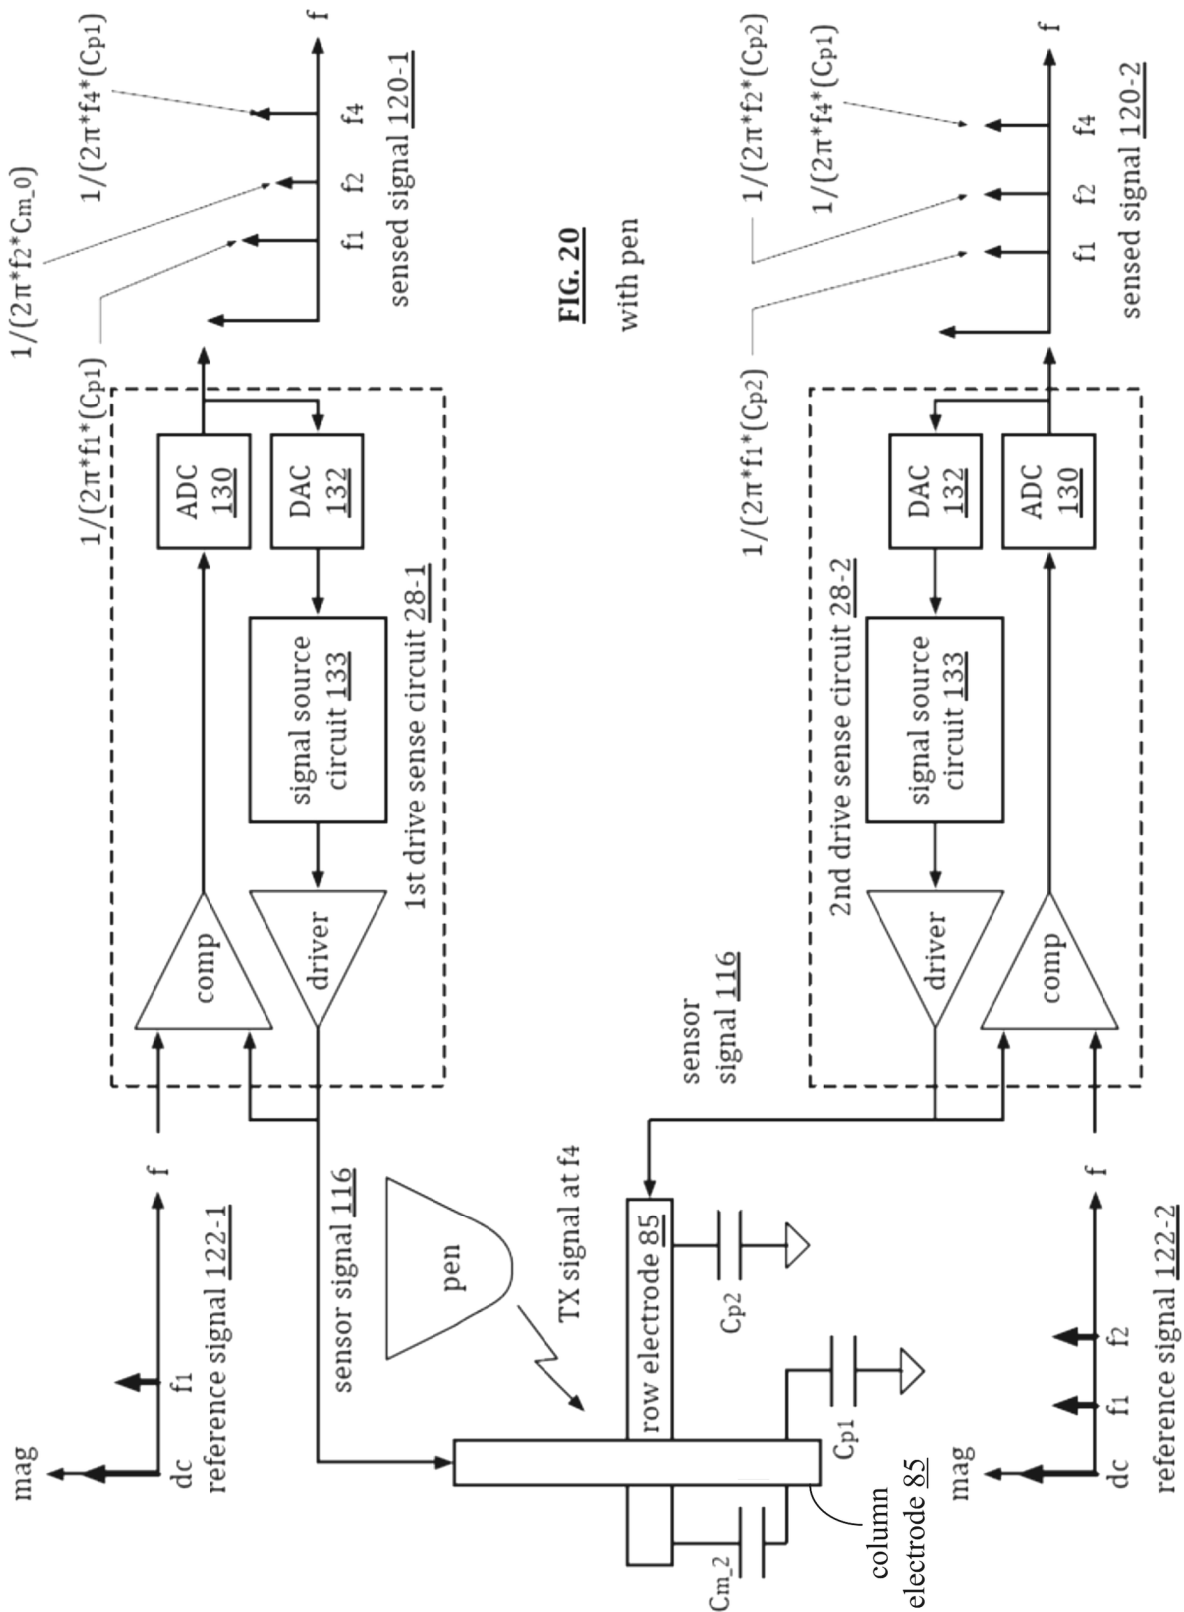 1/(2π*f2*Cm_0)
1/(2π*f4*(Cp1)
1/(2π*f1*(Cp1)
f
f1
f2
f4
sensed signal 120-1
ADC
130
DAC
132
signal source
circuit 133
1st drive sense circuit 28-1
comp
driver
mag
dc
f1
f
reference signal 122-1
sensor signal 116
FIG. 20
with pen
pen
TX signal at f4
row electrode 85
Cp2
Cp1
Cm_2
column
electrode 85
sensor
signal 116
1/(2π*f2*(Cp2)
1/(2π*f4*(Cp1)
1/(2π*f1*(Cp2)
f
f1
f2
f4
sensed signal 120-2
2nd drive sense circuit 28-2
DAC
132
ADC
130
signal source
circuit 133
driver
comp
mag
dc
f1
f2
f
reference signal 122-2